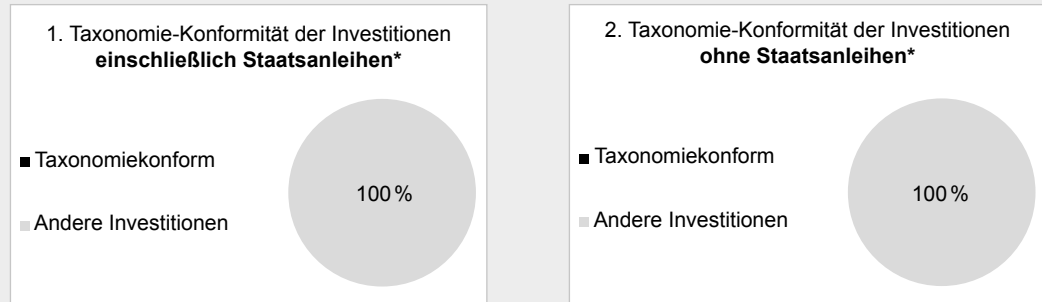 1. Taxonomie-Konformität der Investitionen
einschließlich Staatsanleihen*
Taxonomiekonform
100 %
Andere Investitionen
2. Taxonomie-Konformität der Investitionen
ohne Staatsanleihen*
Taxonomiekonform
100 %
Andere Investitionen